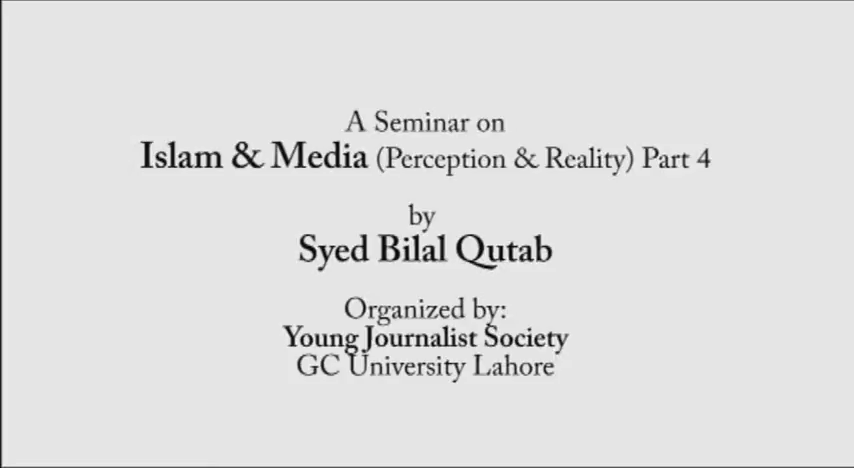 A Seminar on
Islam & Media (Perception & Reality) Part 4
by
Syed Bilal Qutab
Organized by:
Young Journalist Society
GC University Lahore